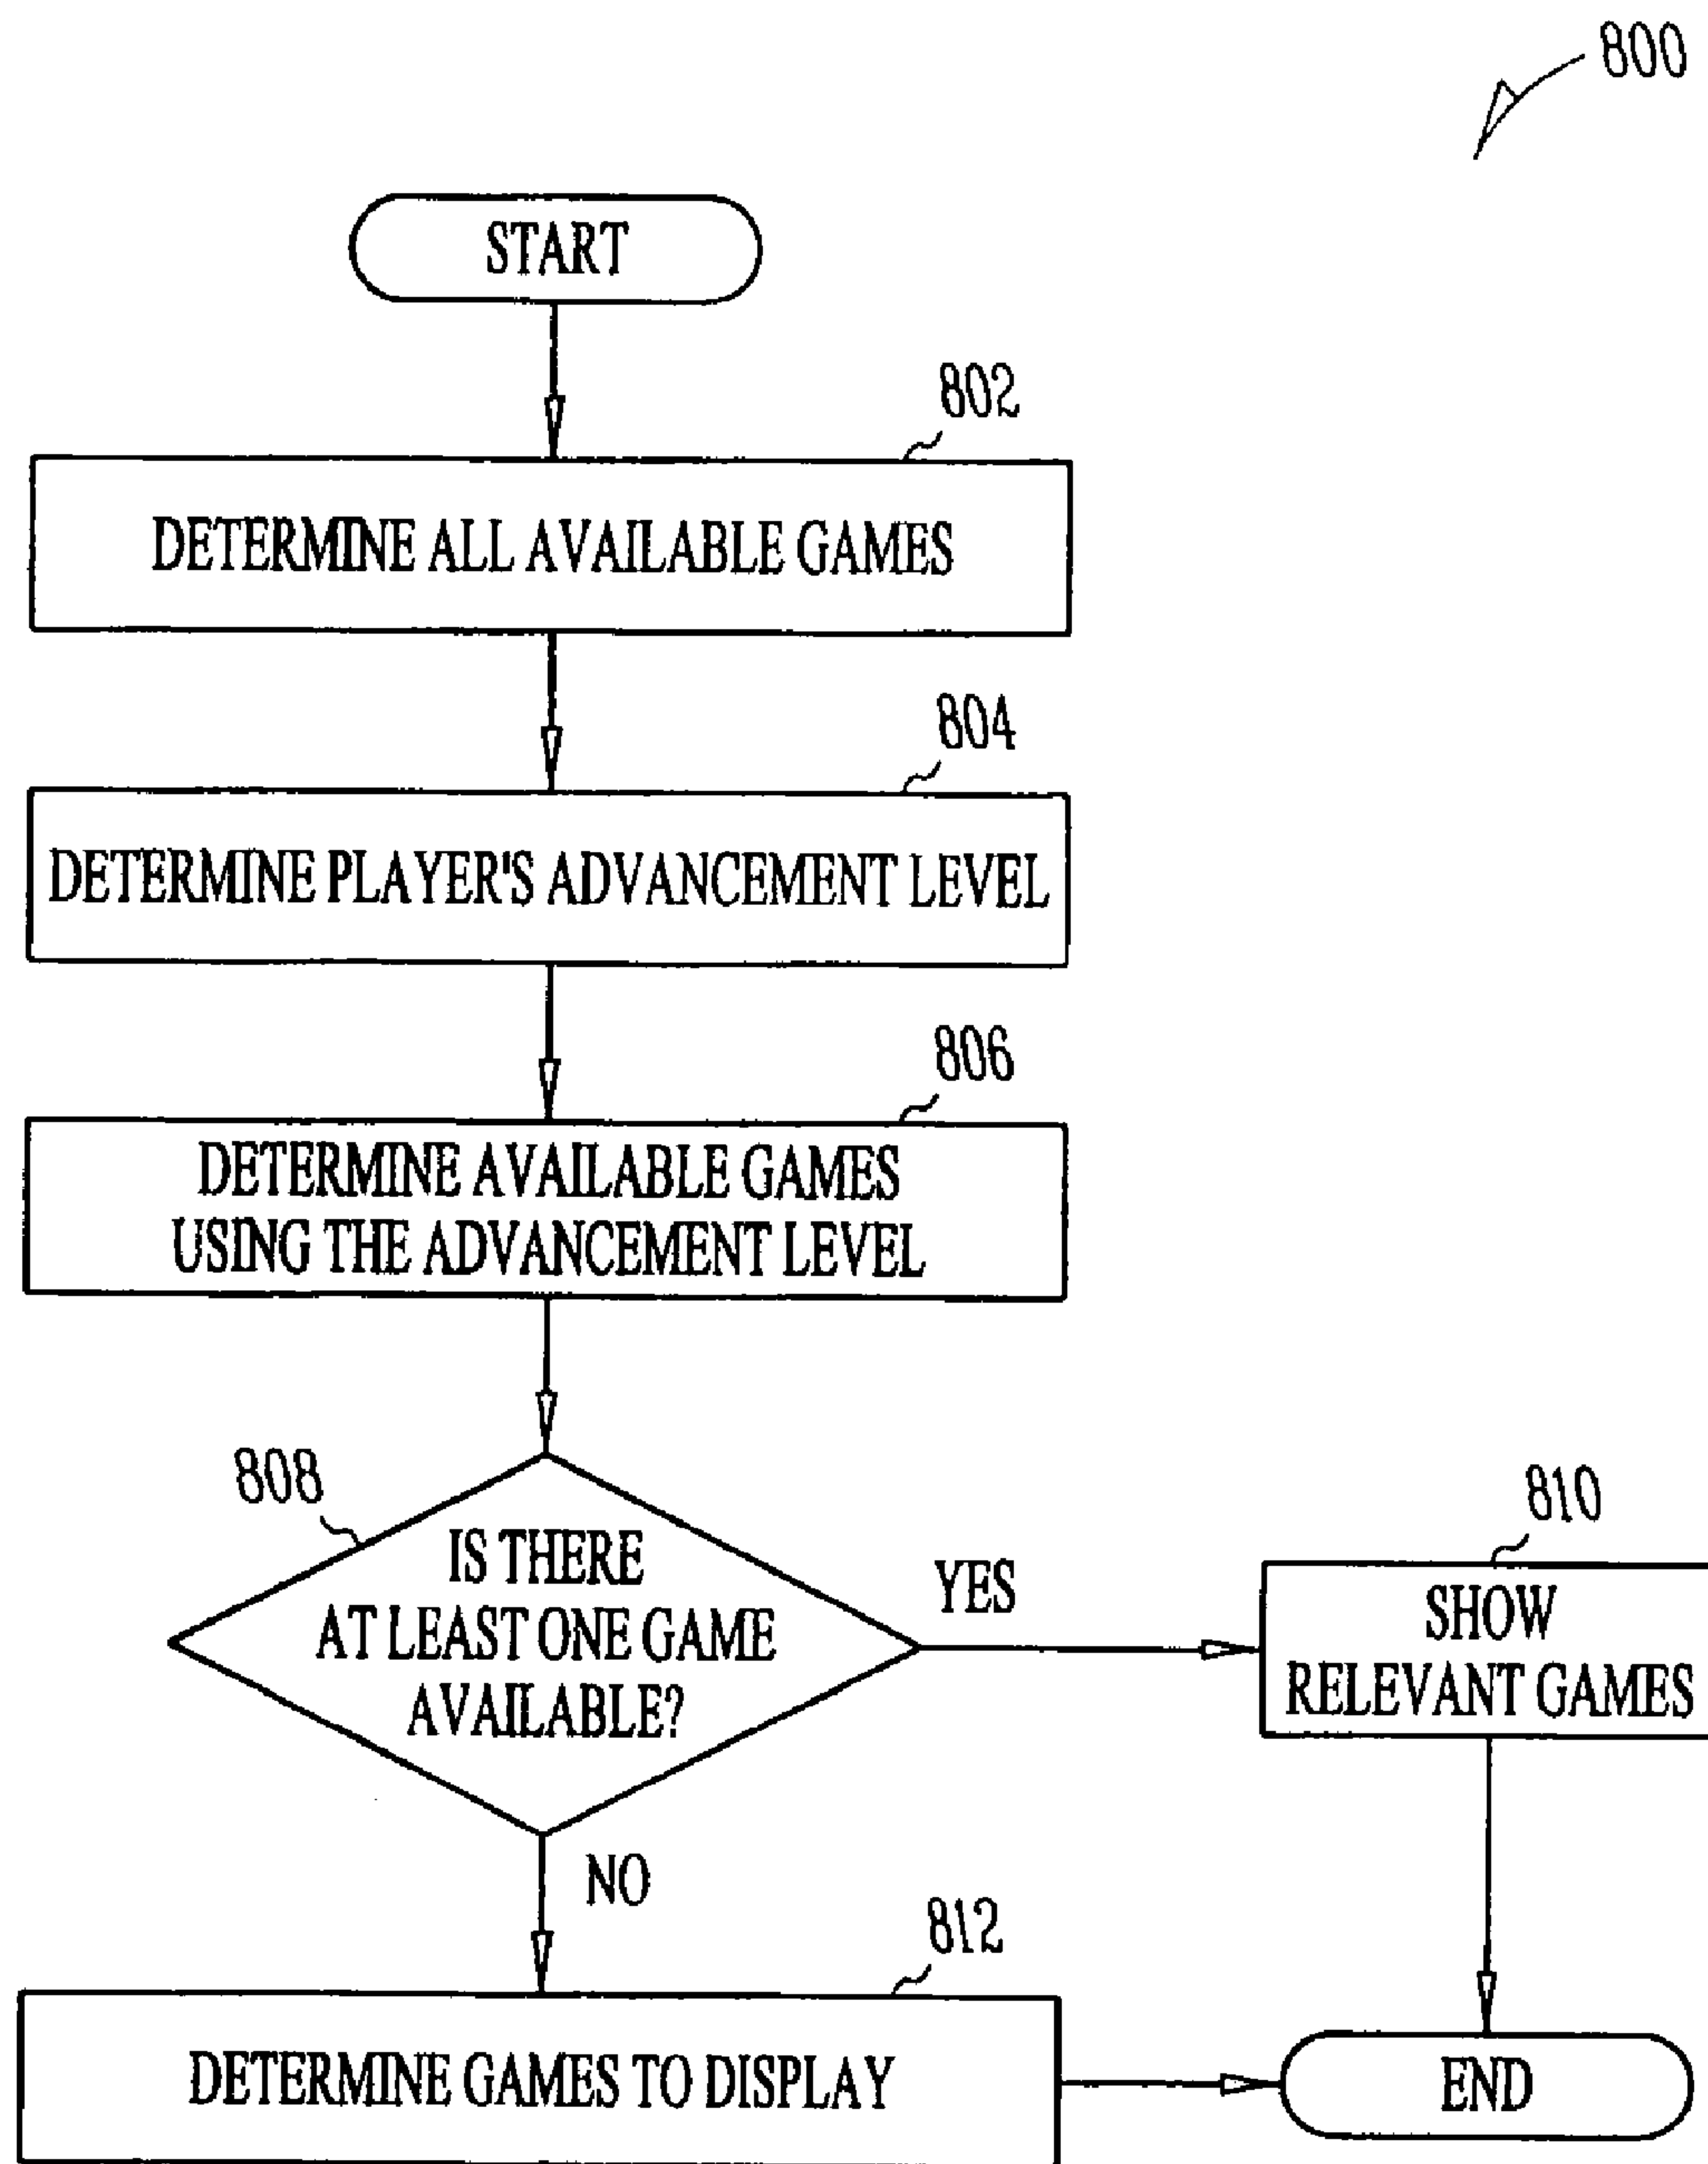 800
START
802
DETERMINE ALL AVAILABLE GAMES
804
DETERMINE PLAYER'S ADVANCEMENT LEVEL
806
DETERMINE AVAILABLE GAMES
USING THE ADVANCEMENT LEVEL
808
IS THERE
AT LEAST ONE GAME
AVAILABLE?
YES
810
SHOW
RELEVANT GAMES
NO
812
DETERMINE GAMES TO DISPLAY
END